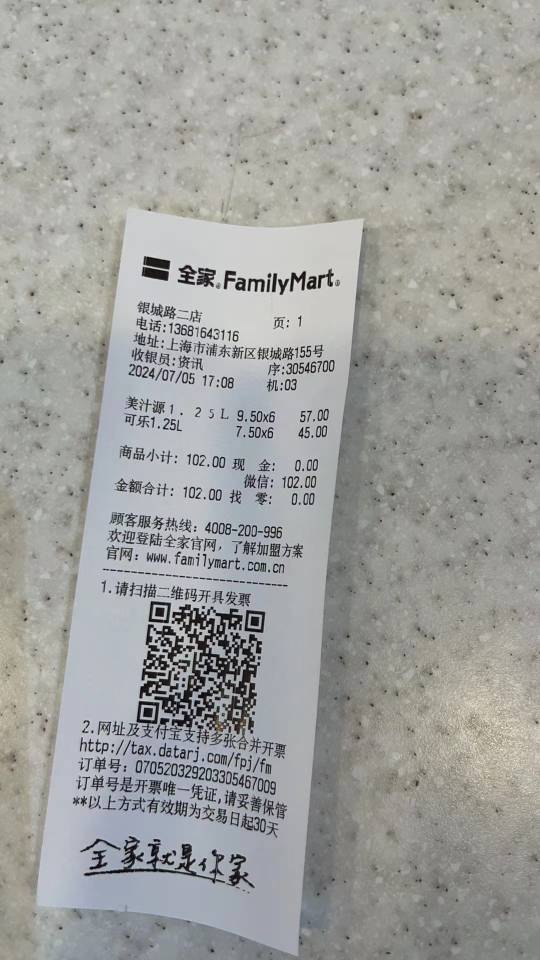 全家 FamilyMart
银城路二店 页: 1
电话:13681643116
地址:上海市浦东新区银城路155号
收银员:资讯 序:30546700
2024/07/05 17:08 机:03
美汁源1.25L 9.50x6 57.00
可乐1.25L 7.50x6 45.00
商品小计: 102.00 现 金: 0.00
微信: 102.00
金额合计: 102.00 找 零: 0.00
顾客服务热线: 4008-200-996
欢迎登陆全家官网, 了解加盟方案
官网: www.familymart.com.cn
1.请扫描二维码开具发票
2.网址及支付宝支持多张合并开票
http://tax.datarj.com/fpj/fm
订单号: 070520329203305467009
订单号是开票唯一凭证,请妥善保管
**以上方式有效期为交易日起30天
全家就是你家